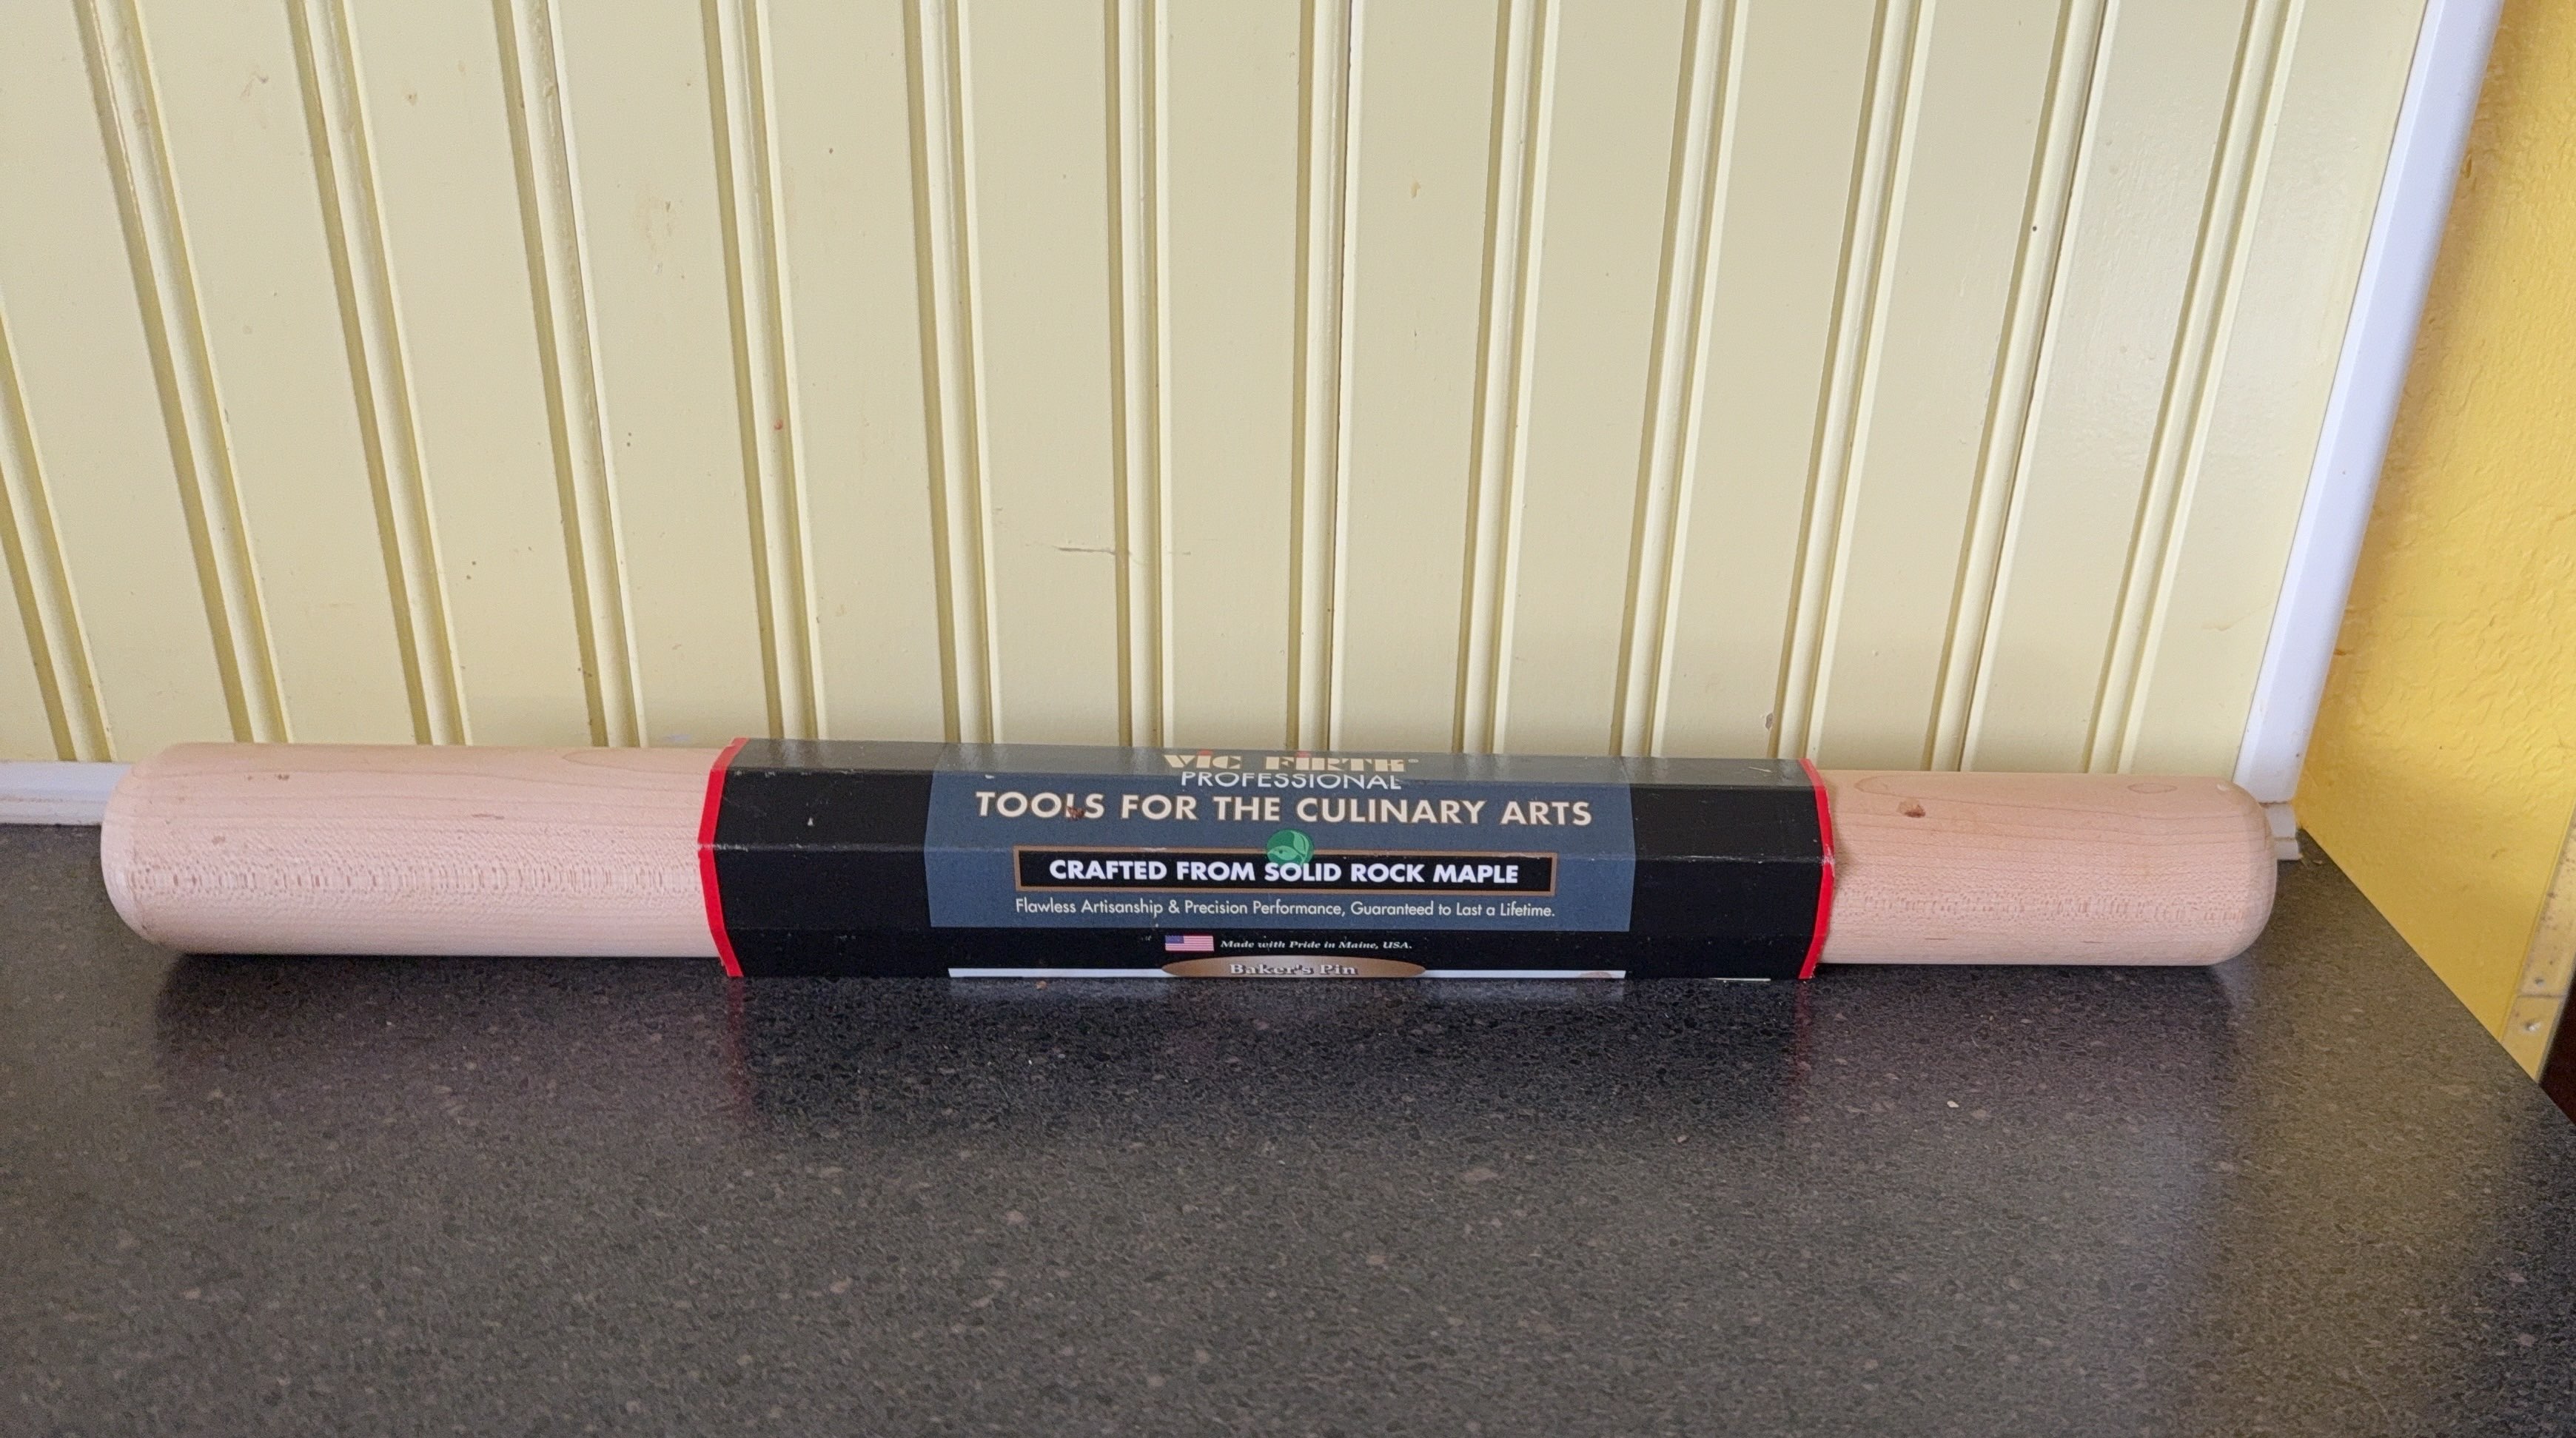 VIC FIRTH®
PROFESSIONAL
TOOLS FOR THE CULINARY ARTS
CRAFTED FROM SOLID ROCK MAPLE
Flawless Artisanship & Precision Performance, Guaranteed to Last a Lifetime.
Made with Pride in Maine, USA.
Baker's Pin